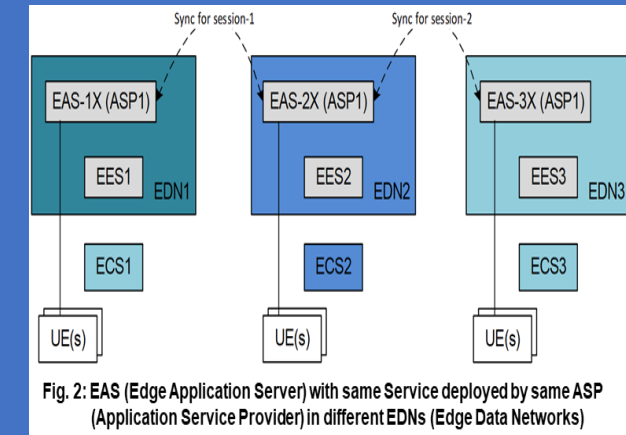 Sync for session-1
Sync for session-2
EAS-1X (ASP1)
EAS-2X (ASP1)
EAS-3X (ASP1)
EES1
EDN1
EES2
EDN2
EES3
EDN3
ECS1
ECS2
ECS3
UE(s)
UE(s)
UE(s)
Fig. 2: EAS (Edge Application Server) with same Service deployed by same ASP
(Application Service Provider) in different EDNs (Edge Data Networks)